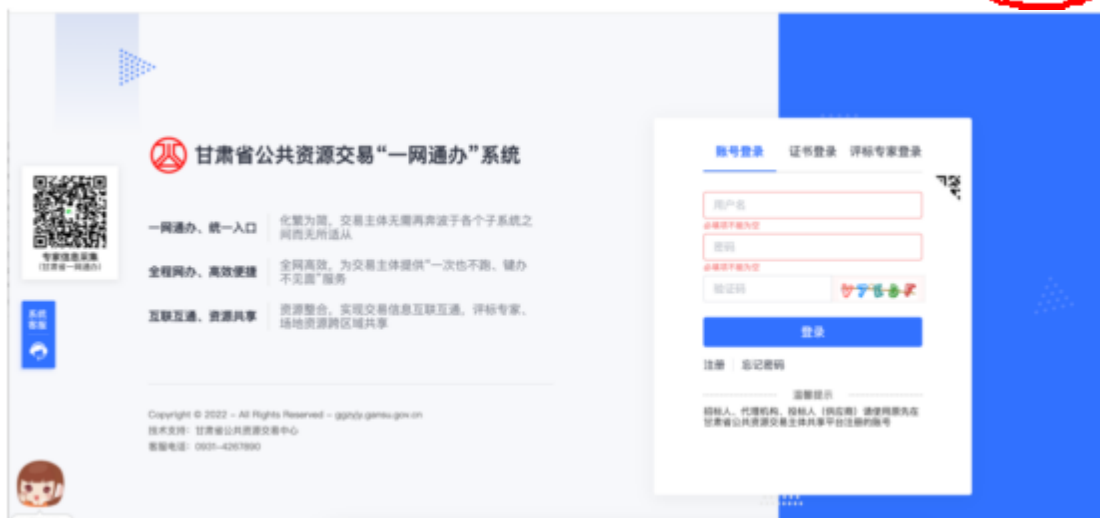 甘肃省公共资源交易“一网通办”系统
专家信息采集
(甘肃省一网通办)
一网通办、统一入口
化繁为简，交易主体无需再奔波于各个子系统之
间而无所适从
全程网办、高效便捷
全网高效，为交易主体提供“一次也不跑、键办
不见面”服务
互联互通、资源共享
资源整合，实现交易信息互联互通，评标专家、
场地资源跨区域共享
系统
客服
Copyright © 2022 - All Rights Reserved - ggzyjy.gansu.gov.cn
技术支持：甘肃省公共资源交易中心
客服电话：0931-4267890
账号登录 证书登录 评标专家登录
用户名
必填项不能为空
密码
必填项不能为空
验证码
登录
注册 忘记密码
温馨提示
招标人、代理机构、投标人（供应商）请使用原先在
甘肃省公共资源交易主体共享平台注册的账号